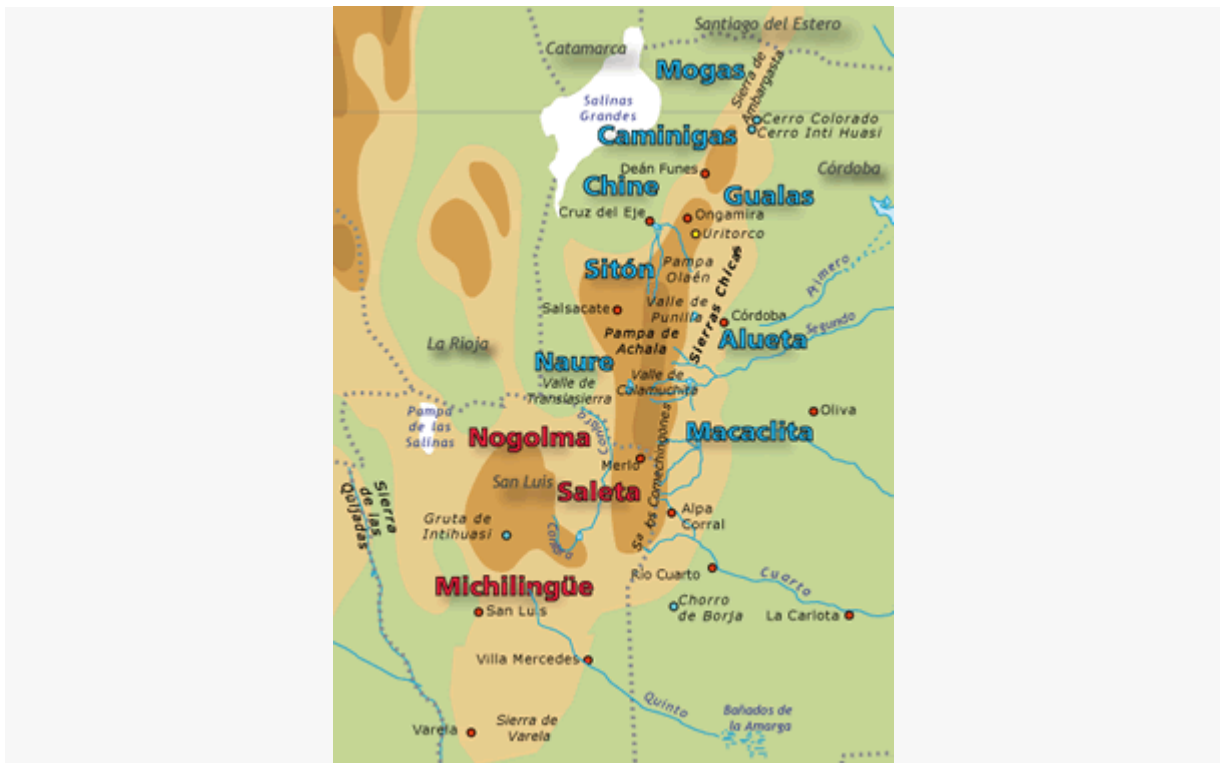 Santiago del Estero
Catamarca
Mogas
Sierra de
Ambargasta
Salinas
Grandes
Cerro Colorado
Caminigas
Cerro Inti Huasi
Deán Funes
Córdoba
Chine
Gualas
Cruz del Eje
Ongamira
Uritorco
Sitón
Pampa
Olaén
Sierras Chicas
Primero
Salsacate
Valle de
Punilla
Córdoba
Segundo
Pampa de
Achala
Alueta
La Rioja
Naure
Valle de
Traslasierra
Valle de
Calamuchita
Pampa
de las
Salinas
Oliva
Nogolma
Conlara
Macaclita
Merlo
San Luis
Saleta
Sa. los Comechingones
Sierra
de las
Quijadas
Gruta de
Intihuasi
Alpa
Corral
Michilingüe
Río Cuarto
Cuarto
San Luis
Chorro
de Borja
La Carlota
Villa Mercedes
Quinto
Bañados de
la Amarga
Varela
Sierra de
Varela